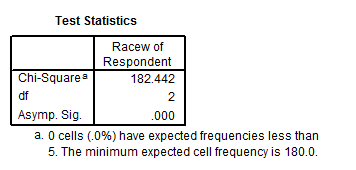 Test Statistics
Racew of
Respondent
Chi-Square a 182.442
df 2
Asymp. Sig. .000
a. 0 cells (.0%) have expected frequencies less than
5. The minimum expected cell frequency is 180.0.